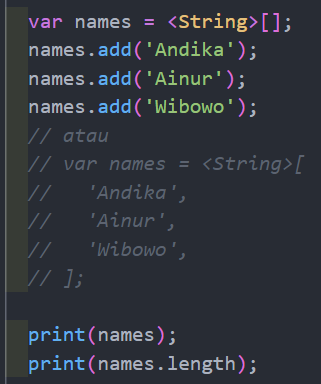 var names = <String>[];
names.add('Andika');
names.add('Ainur');
names.add('Wibowo');
// atau
// var names = <String>[
//   'Andika',
//   'Ainur',
//   'Wibowo',
// ];
print(names);
print(names.length);